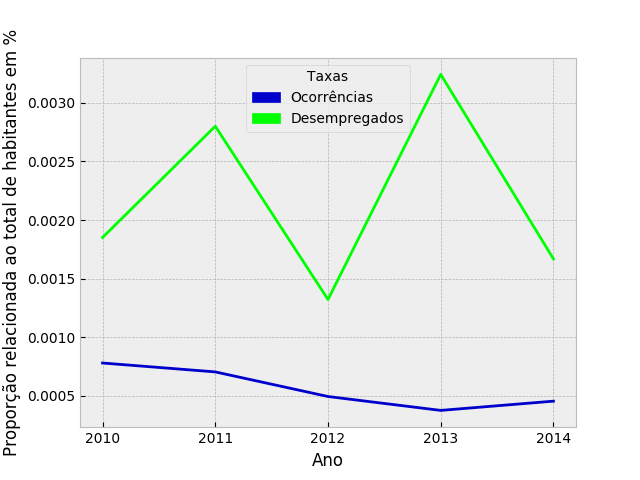 Proporção relacionada ao total de habitantes em %
Taxas
Ocorrências
Desempregados
0.0030
0.0025
0.0020
0.0015
0.0010
0.0005
2010 2011 2012 2013 2014
Ano